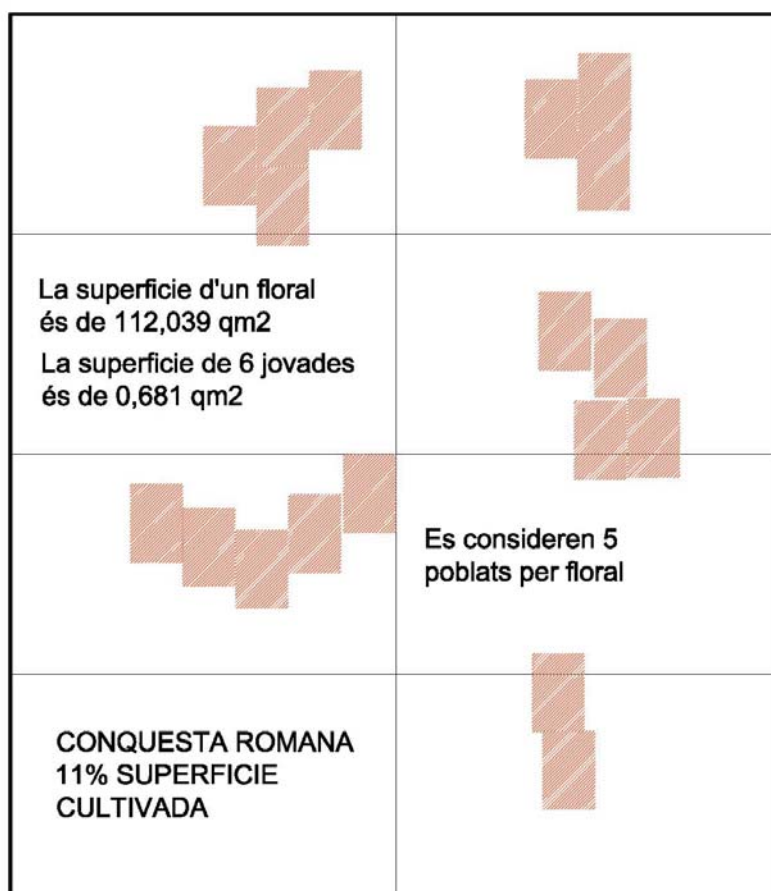 La superficie d'un floral
és de 112,039 qm2
La superficie de 6 jovades
és de 0,681 qm2
Es consideren 5
poblats per floral
CONQUESTA ROMANA
11% SUPERFICIE
CULTIVADA